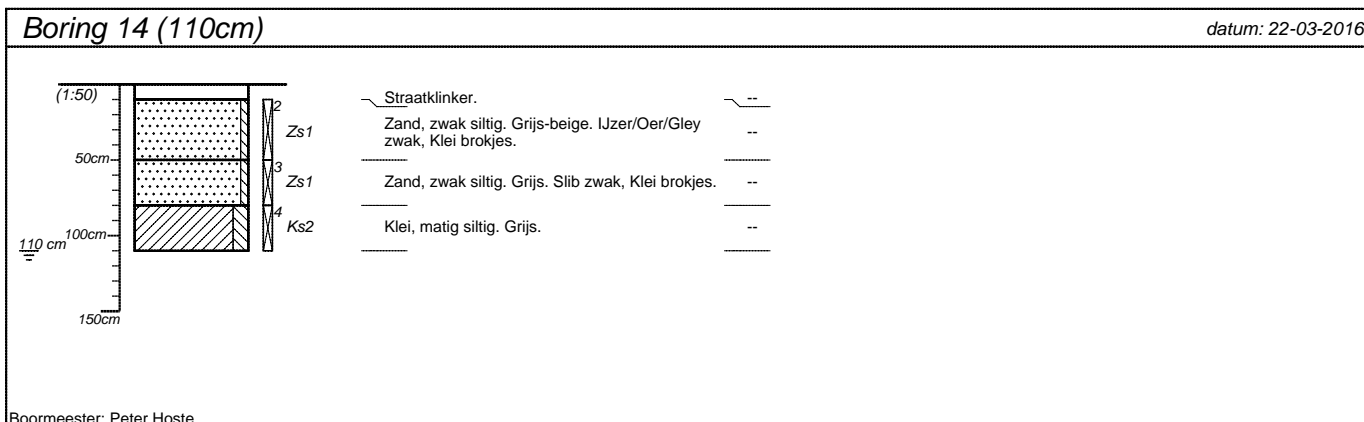 Boring 14 (110cm)
datum: 22-03-2016
(1:50)
Straatklinker.
--
2
Zs1
Zand, zwak siltig. Grijs-beige. IJzer/Oer/Gley
zwak, Klei brokjes.
--
50cm
3
Zs1
Zand, zwak siltig. Grijs. Slib zwak, Klei brokjes.
--
4
Ks2
Klei, matig siltig. Grijs.
--
100cm
110 cm
150cm
Boormeester: Peter Hoste